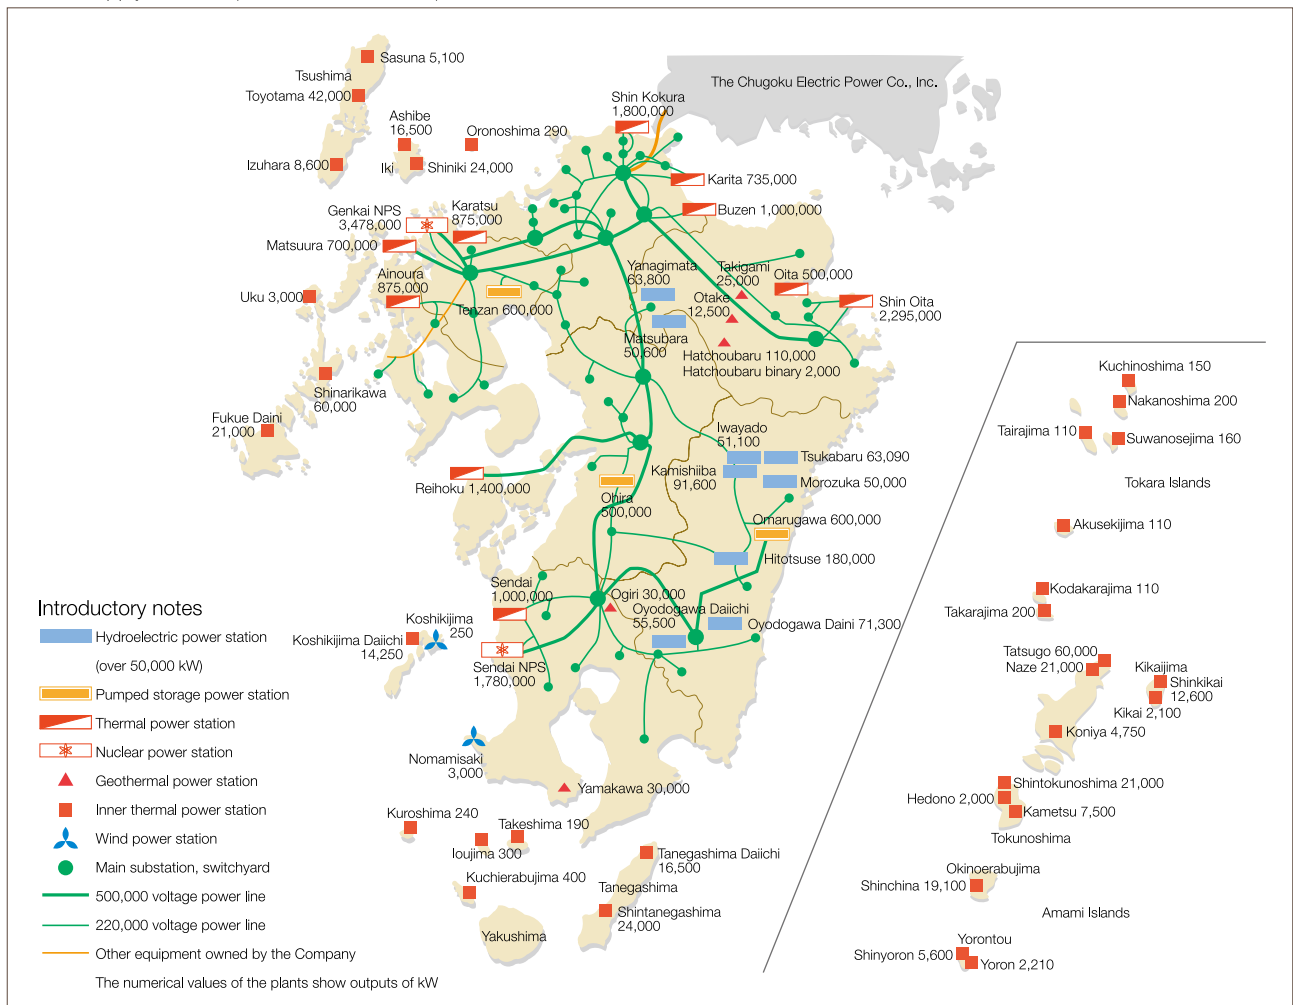 Sasuna 5,100
Tsushima
Toyotama 42,000
Ashibe
16,500
Oronoshima 290
Izuhara 8,600
Iki
Shiniki 24,000
The Chugoku Electric Power Co., Inc.
Shin Kokura
1,800,000
Karita 735,000
Buzen 1,000,000
Genkai NPS
3,478,000
Karatsu
875,000
Matsuura 700,000
Ainoura
875,000
Tenzan 600,000
Uku 3,000
Yanagimata
63,800
Takigami
25,000
Oita 500,000
Otake
12,500
Shin Oita
2,295,000
Matsubara
50,600
Hatchoubaru 110,000
Hatchoubaru binary 2,000
Shinarikawa
60,000
Fukue Daini
21,000
Iwayado
51,100
Tsukabaru 63,090
Kamishiiba
91,600
Morozuka 50,000
Reihoku 1,400,000
Ohira
500,000
Omarugawa 600,000
Hitotsuse 180,000
Sendai
1,000,000
Ogiri 30,000
Oyodogawa Daiichi
55,500
Oyodogawa Daini 71,300
Koshikijima
250
Koshikijima Daiichi
14,250
Sendai NPS
1,780,000
Nomamisaki
3,000
Yamakawa 30,000
Kuroshima 240
Takeshima 190
Ioujima 300
Kuchierabujima 400
Yakushima
Tanegashima Daiichi
16,500
Tanegashima
Shintanegashima
24,000
Kuchinoshima 150
Nakanoshima 200
Tairajima 110
Suwanosejima 160
Tokara Islands
Akusekijima 110
Kodakarajima 110
Takarajima 200
Tatsugo 60,000
Naze 21,000
Kikaijima
Shinkikai
12,600
Kikai 2,100
Koniya 4,750
Shintokunoshima 21,000
Hedono 2,000
Kametsu 7,500
Tokunoshima
Okinoerabujima
Shinchina 19,100
Amami Islands
Yorontou
Shinyoron 5,600
Yoron 2,210
Introductory notes
Hydroelectric power station
(over 50,000 kW)
Pumped storage power station
Thermal power station
Nuclear power station
Geothermal power station
Inner thermal power station
Wind power station
Main substation, switchyard
500,000 voltage power line
220,000 voltage power line
Other equipment owned by the Company
The numerical values of the plants show outputs of kW